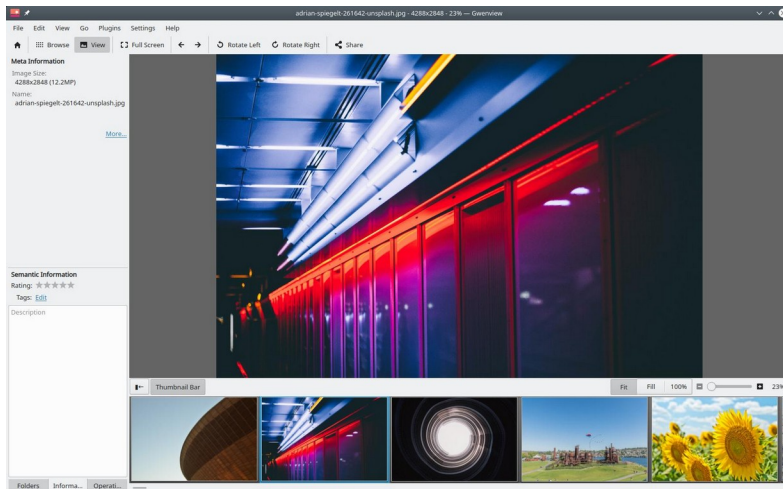 adrian-spiegelt-261642-unsplash.jpg - 4288x2848 - 23% — Gwenview
File Edit View Go Plugins Settings Help
Browse View Full Screen Rotate Left Rotate Right Share
Meta Information
Image Size:
4288x2848 (12.2MP)
Name:
adrian-spiegelt-261642-unsplash.jpg
More...
Semantic Information
Rating:
Tags: Edit
Description
Thumbnail Bar Fit Fill 100% 23%
Folders Informa... Operati...